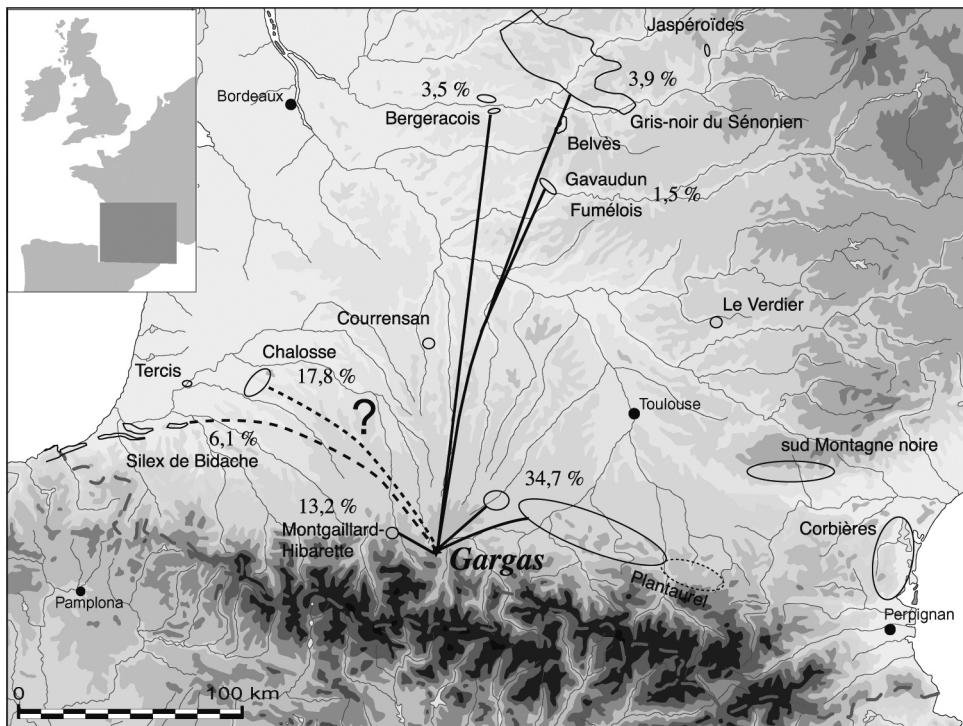 Jaspéroïdes
3,9 %
3,5 %
Bordeaux
Bergeracois
Gris-noir du Sénonien
Belvès
Gavaudun
Fumélois
1,5 %
Le Verdier
Courrensan
Chalosse
17,8 %
Tercis
?
Toulouse
6,1 %
Silex de Bidache
sud Montagne noire
34,7 %
13,2 %
Montgaillard-
Hibarette
Corbières
Gargas
Plantaurel
Pamplona
Perpignan
0
100 km